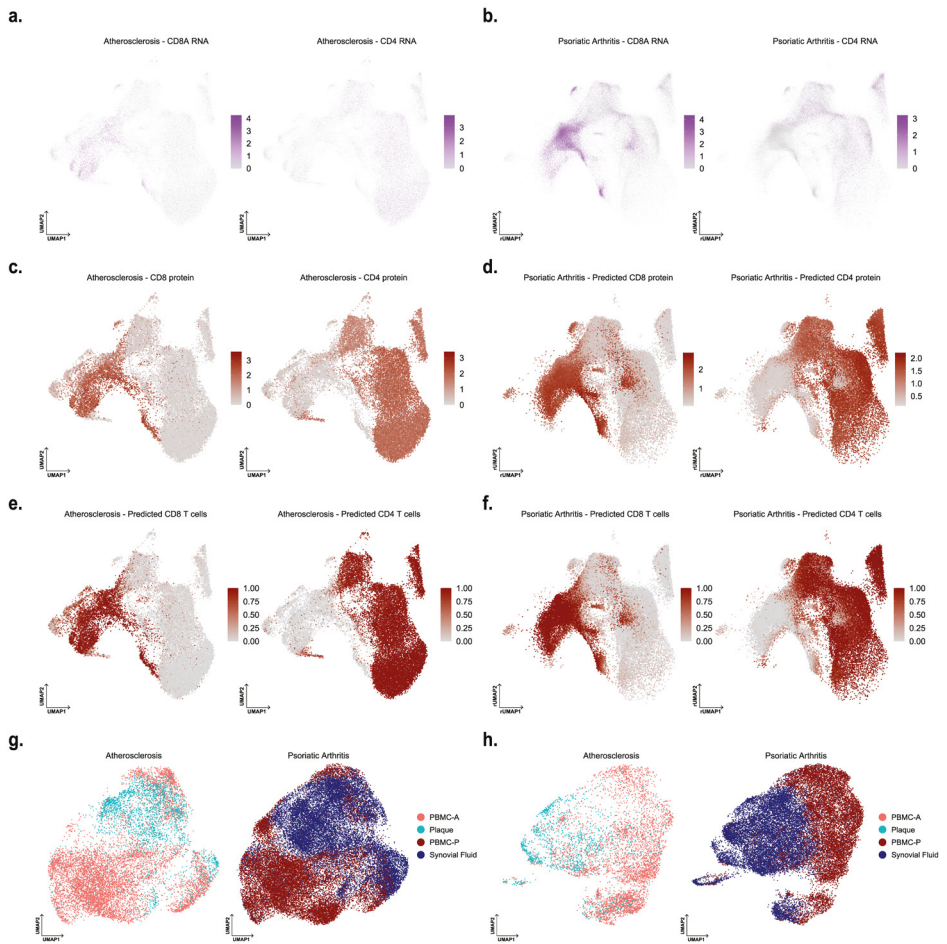 a.
Atherosclerosis - CD8A RNA
Atherosclerosis - CD4 RNA
4
3
2
1
0
3
2
1
0
UMAP2
UMAP1
UMAP2
UMAP1
b.
Psoriatic Arthritis - CD8A RNA
Psoriatic Arthritis - CD4 RNA
4
3
2
1
0
3
2
1
0
rUMAP2
rUMAP1
rUMAP2
rUMAP1
c.
Atherosclerosis - CD8 protein
Atherosclerosis - CD4 protein
3
2
1
0
3
2
1
0
UMAP2
UMAP1
UMAP2
UMAP1
d.
Psoriatic Arthritis - Predicted CD8 protein
Psoriatic Arthritis - Predicted CD4 protein
2
1
2.0
1.5
1.0
0.5
rUMAP2
rUMAP1
rUMAP2
rUMAP1
e.
Atherosclerosis - Predicted CD8 T cells
Atherosclerosis - Predicted CD4 T cells
1.00
0.75
0.50
0.25
0.00
1.00
0.75
0.50
0.25
0.00
UMAP2
UMAP1
UMAP2
UMAP1
f.
Psoriatic Arthritis - Predicted CD8 T cells
Psoriatic Arthritis - Predicted CD4 T cells
1.00
0.75
0.50
0.25
0.00
1.00
0.75
0.50
0.25
0.00
rUMAP2
rUMAP1
rUMAP2
rUMAP1
g.
Atherosclerosis
Psoriatic Arthritis
PBMC-A
Plaque
PBMC-P
Synovial Fluid
UMAP2
UMAP1
h.
Atherosclerosis
Psoriatic Arthritis
PBMC-A
Plaque
PBMC-P
Synovial Fluid
UMAP2
UMAP1